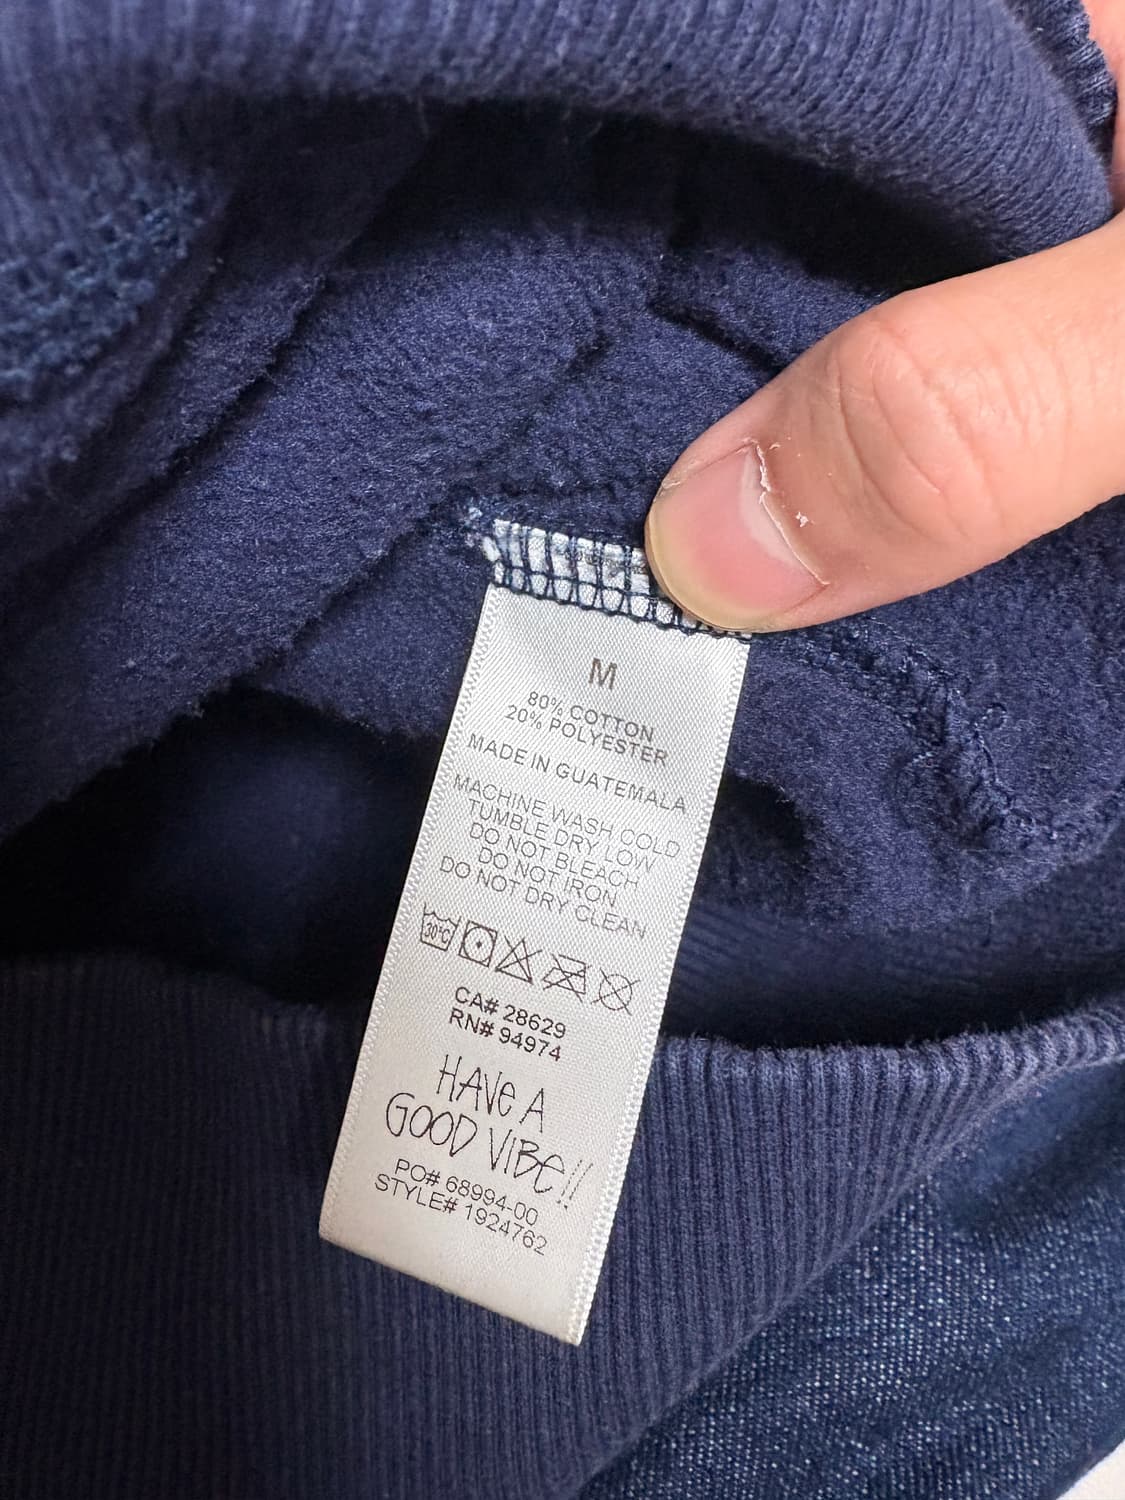 M
80% COTTON
20% POLYESTER
MADE IN GUATEMALA
MACHINE WASH COLD
TUMBLE DRY LOW
DO NOT BLEACH
DO NOT IRON
DO NOT DRY CLEAN
30°C
CA# 28629
RN# 94974
HAVE A
GOOD VIBE!!
PO# 68994-00
STYLE# 1924762